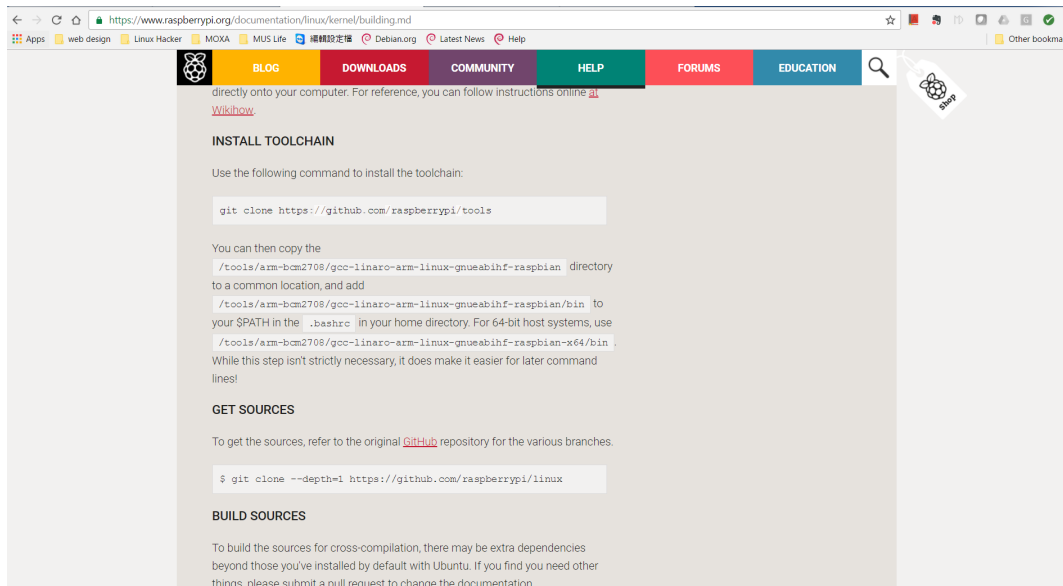 https://www.raspberrypi.org/documentation/linux/kernel/building.md
Apps web design Linux Hacker MOXA MUS Life 編輯設定檔 Debian.org Latest News Help Other bookma
BLOG DOWNLOADS COMMUNITY HELP FORUMS EDUCATION
shop
directly onto your computer. For reference, you can follow instructions online at
Wikihow.
INSTALL TOOLCHAIN
Use the following command to install the toolchain:
git clone https://github.com/raspberrypi/tools
You can then copy the
/tools/arm-bcm2708/gcc-linaro-arm-linux-gnueabihf-raspbian directory
to a common location, and add
/tools/arm-bcm2708/gcc-linaro-arm-linux-gnueabihf-raspbian/bin to
your $PATH in the .bashrc in your home directory. For 64-bit host systems, use
/tools/arm-bcm2708/gcc-linaro-arm-linux-gnueabihf-raspbian-x64/bin.
While this step isn't strictly necessary, it does make it easier for later command
lines!
GET SOURCES
To get the sources, refer to the original GitHub repository for the various branches.
$ git clone --depth=1 https://github.com/raspberrypi/linux
BUILD SOURCES
To build the sources for cross-compilation, there may be extra dependencies
beyond those you've installed by default with Ubuntu. If you find you need other
things, please submit a pull request to change the documentation.